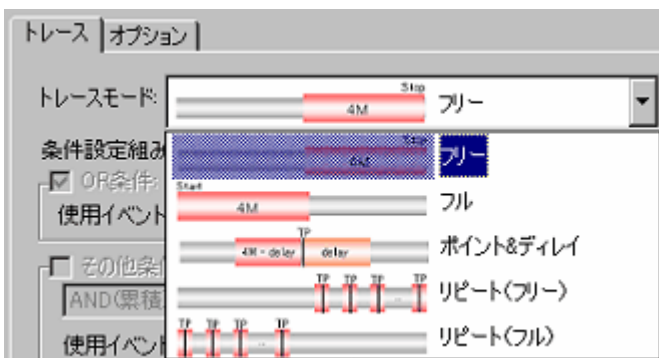 トレース オプション
トレースモード: Stop 4M フリー
条件設定組み
Stop 4M フリー
OR条件: Start
使用イベント 4M フル
TP
4M - delay delay ポイント&ディレイ
その他条件
TP TP TP TP
AND(累積 .. リピート(フリー)
TP TP TP TP
使用イベント .. リピート(フル)